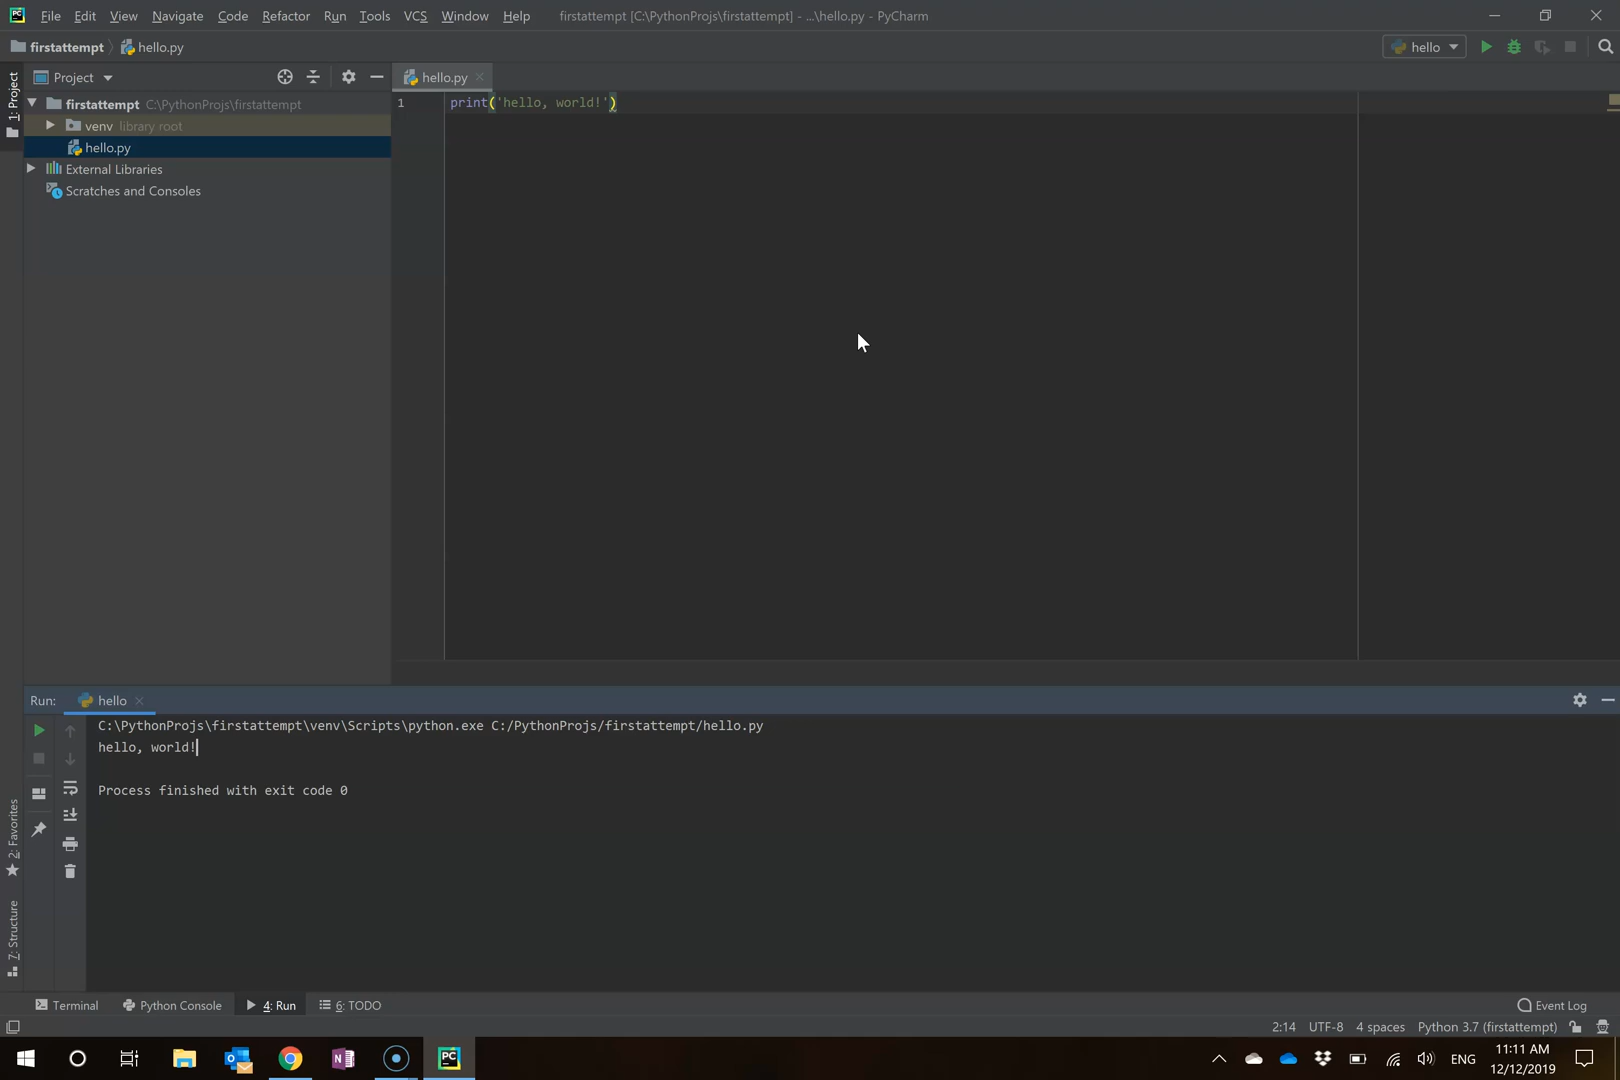 PC File Edit View Navigate Code Refactor Run Tools VCS Window Help firstattempt [C:\PythonProjs\firstattempt] - ...\hello.py - PyCharm
firstattempt hello.py hello
1: Project
Project hello.py
firstattempt C:\PythonProjs\firstattempt
venv library root
hello.py
External Libraries
Scratches and Consoles
1 print('hello, world!')
Run: hello
C:\PythonProjs\firstattempt\venv\Scripts\python.exe C:/PythonProjs/firstattempt/hello.py
hello, world!
Process finished with exit code 0
2: Favorites
7: Structure
Terminal Python Console 4: Run 6: TODO Event Log
2:14 UTF-8 4 spaces Python 3.7 (firstattempt)
PC ENG 11:11 AM
12/12/2019